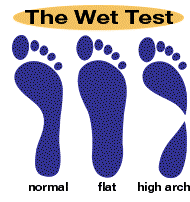 The Wet Test
normal flat high arch